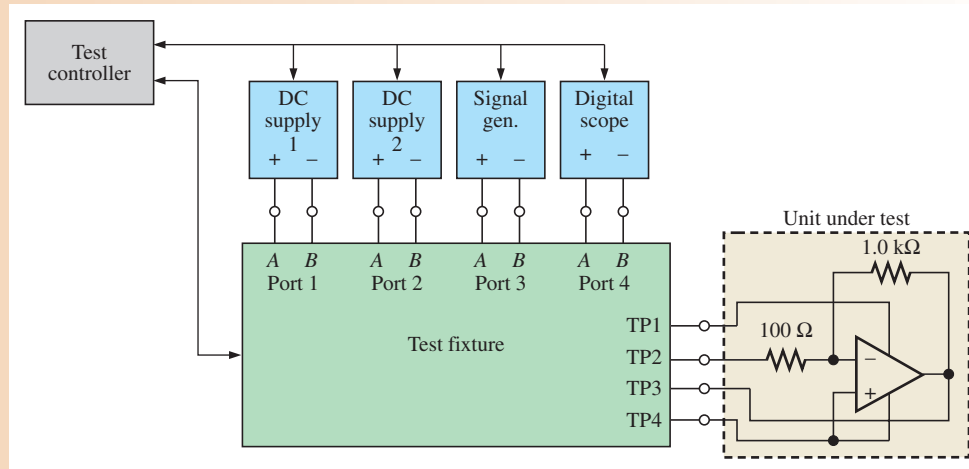 Test
controller
DC
supply
1
+ −
DC
supply
2
+ −
Signal
gen.
+ −
Digital
scope
+ −
A B
Port 1
A B
Port 2
A B
Port 3
A B
Port 4
Test fixture
TP1
TP2
TP3
TP4
Unit under test
1.0 kΩ
100 Ω
−
+